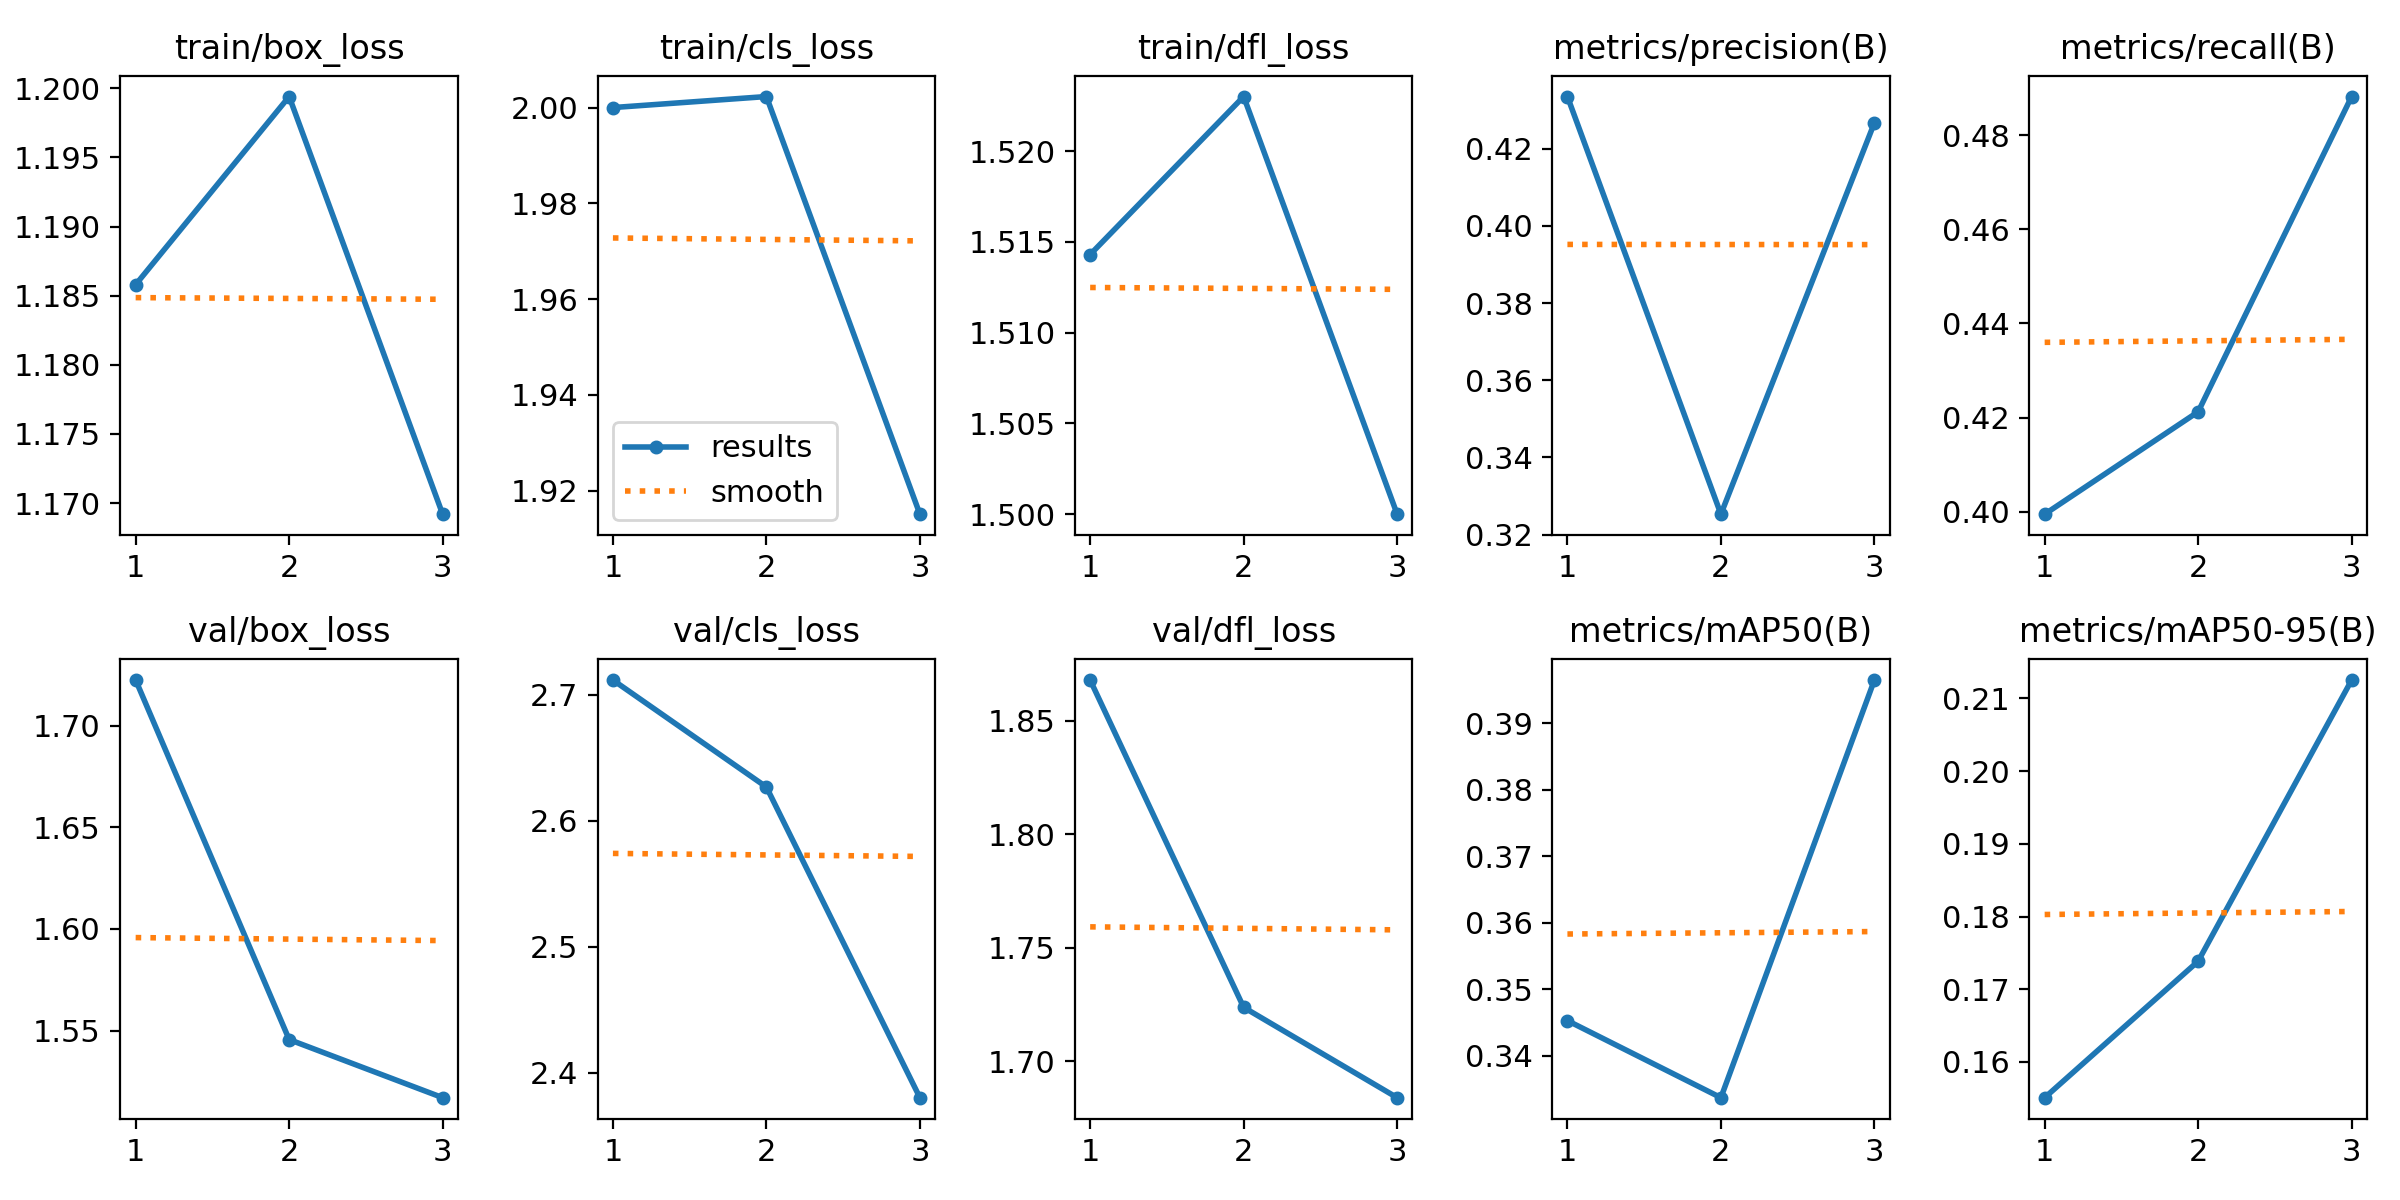 train/box_loss
1.200
1.195
1.190
1.185
1.180
1.175
1.170
1 2 3
train/cls_loss
2.00
1.98
1.96
1.94
1.92
results
smooth
1 2 3
train/dfl_loss
1.520
1.515
1.510
1.505
1.500
1 2 3
metrics/precision(B)
0.42
0.40
0.38
0.36
0.34
0.32
1 2 3
metrics/recall(B)
0.48
0.46
0.44
0.42
0.40
1 2 3
val/box_loss
1.70
1.65
1.60
1.55
1 2 3
val/cls_loss
2.7
2.6
2.5
2.4
1 2 3
val/dfl_loss
1.85
1.80
1.75
1.70
1 2 3
metrics/mAP50(B)
0.39
0.38
0.37
0.36
0.35
0.34
1 2 3
metrics/mAP50-95(B)
0.21
0.20
0.19
0.18
0.17
0.16
1 2 3